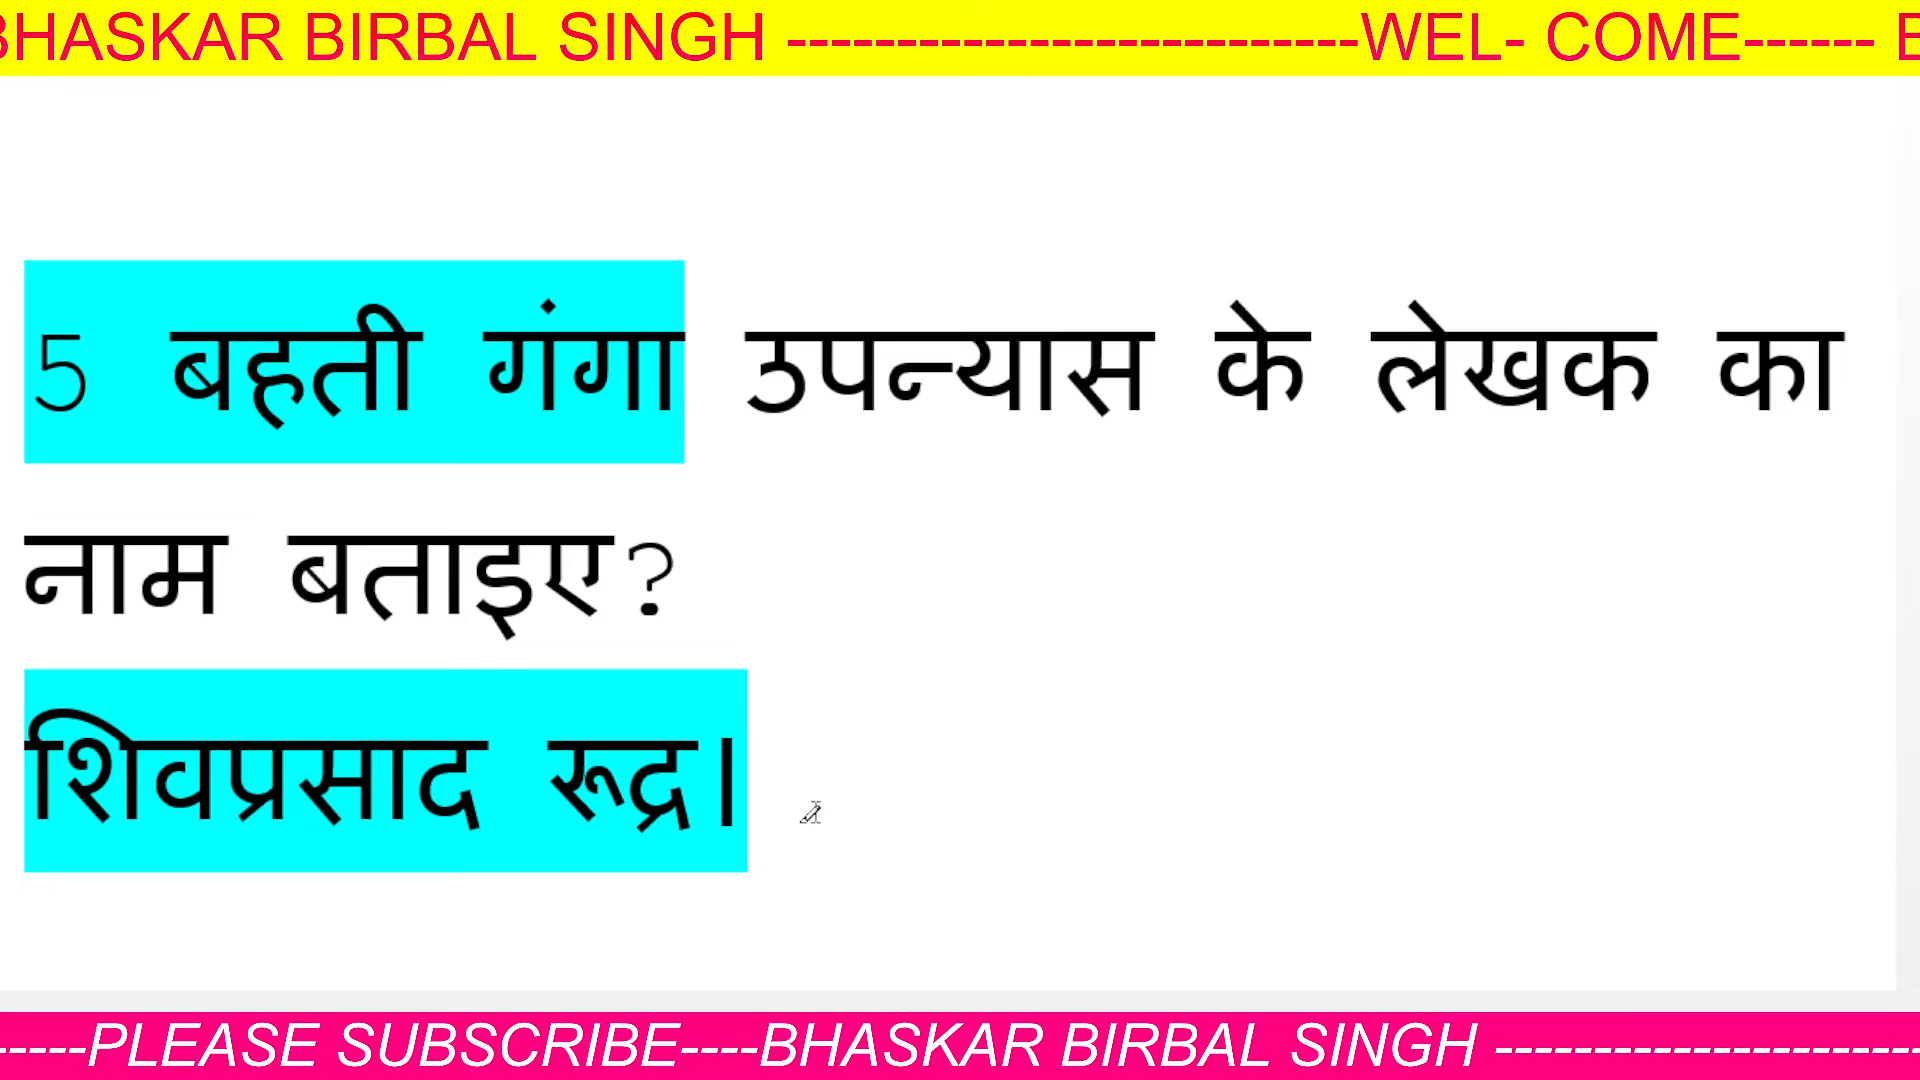 BHASKAR BIRBAL SINGH --------------------------WEL- COME------
5 बहती गंगा उपन्यास के लेखक का
नाम बताइए?
शिवप्रसाद रूद्र।
-----PLEASE SUBSCRIBE----BHASKAR BIRBAL SINGH ----------------------